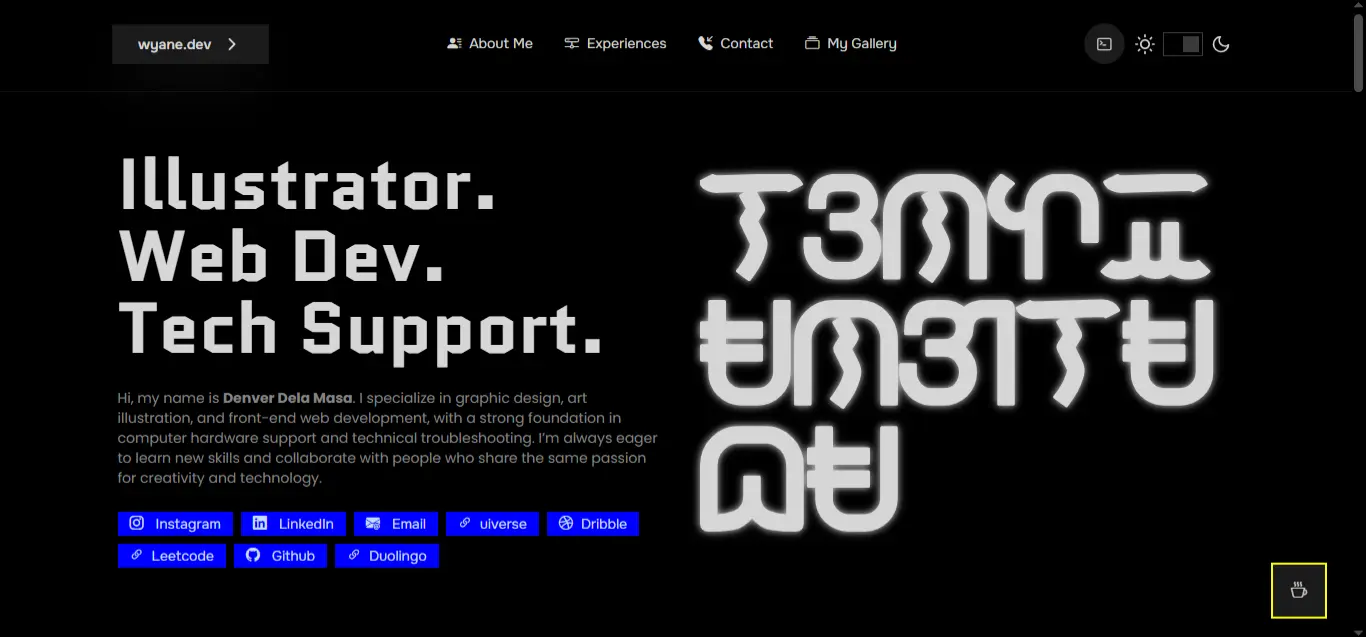 wyane.dev
About Me
Experiences
Contact
My Gallery
Illustrator.
Web Dev.
Tech Support.
Hi, my name is Denver Dela Masa. I specialize in graphic design, art
illustration, and front-end web development, with a strong foundation in
computer hardware support and technical troubleshooting. I’m always eager
to learn new skills and collaborate with people who share the same passion
for creativity and technology.
Instagram
LinkedIn
Email
uiverse
Dribble
Leetcode
Github
Duolingo